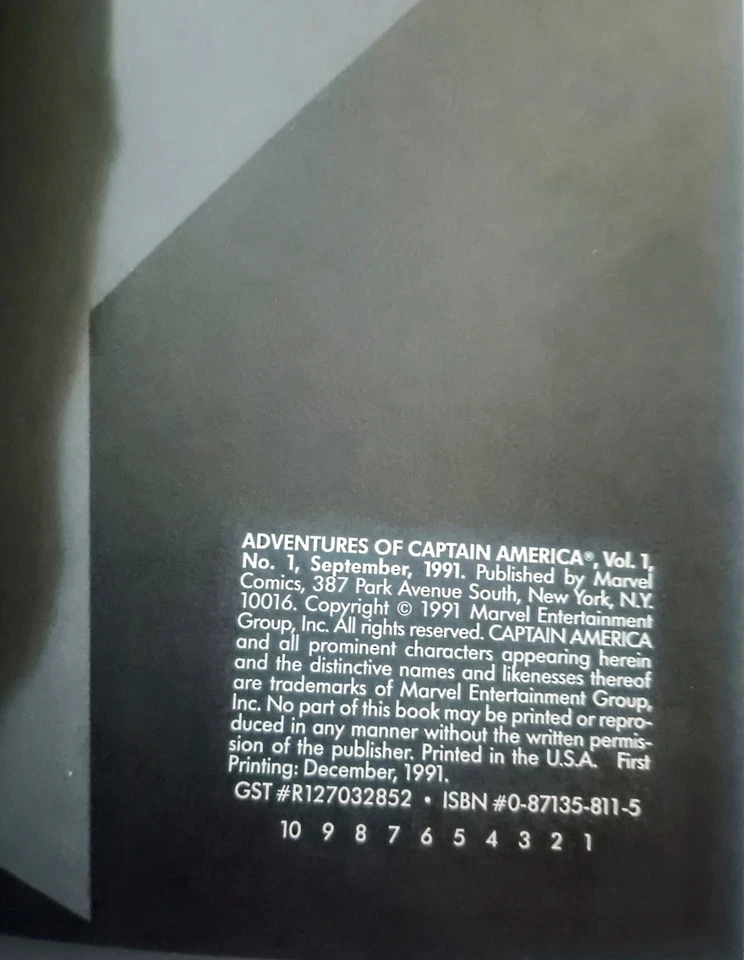 ADVENTURES OF CAPTAIN AMERICA®, Vol. 1,
No. 1, September, 1991. Published by Marvel
Comics, 387 Park Avenue South, New York, N.Y.
10016. Copyright © 1991 Marvel Entertainment
Group, Inc. All rights reserved. CAPTAIN AMERICA
and all prominent characters appearing herein
and the distinctive names and likenesses thereof
are trademarks of Marvel Entertainment Group,
Inc. No part of this book may be printed or repro-
duced in any manner without the written permis-
sion of the publisher. Printed in the U.S.A. First
Printing: December, 1991.
GST #R127032852 • ISBN #0-87135-811-5
10 9 8 7 6 5 4 3 2 1